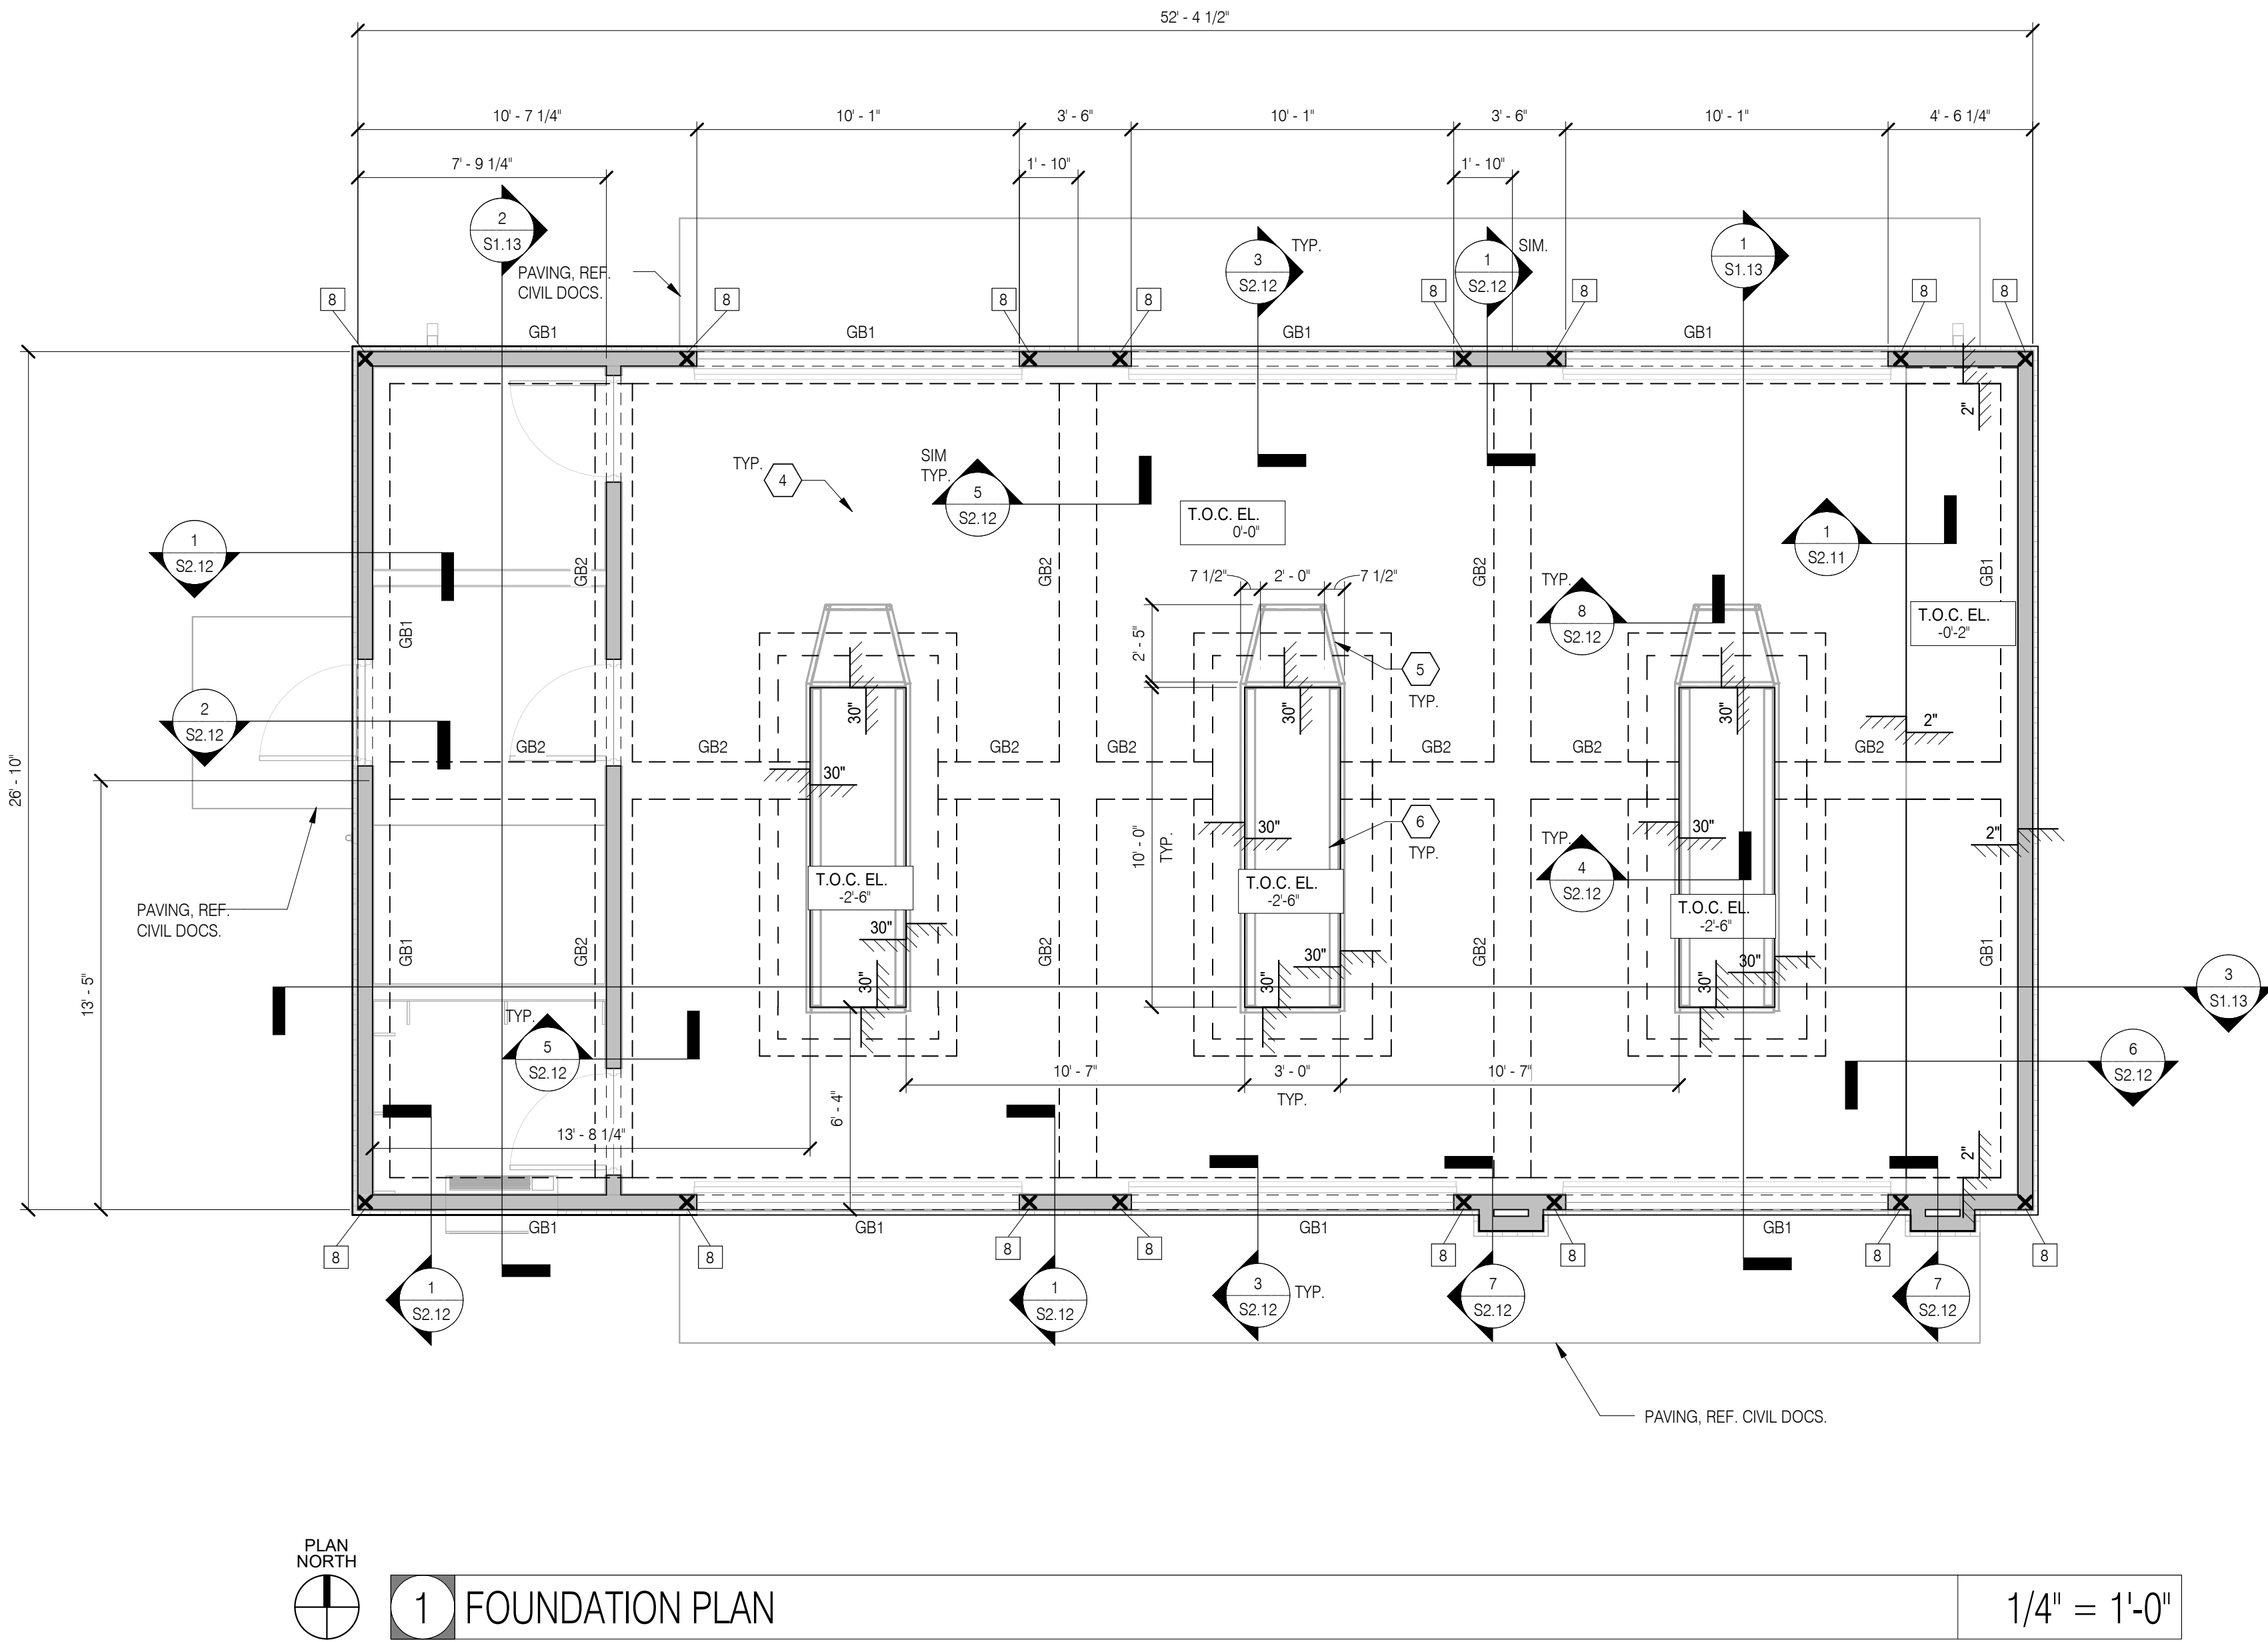 52' - 4 1/2"
10' - 7 1/4"
10' - 1"
3' - 6"
10' - 1"
3' - 6"
10' - 1"
4' - 6 1/4"
7' - 9 1/4"
1' - 10"
1' - 10"
2
S1.13
3
S2.12
TYP.
1
S2.12
SIM.
1
S1.13
PAVING, REF.
CIVIL DOCS.
8
8
8
8
8
8
8
8
GB1
GB1
GB1
GB1
2"
TYP.
4
SIM
TYP.
5
S2.12
T.O.C. EL.
0'-0"
1
S2.11
1
S2.12
GB2
GB2
GB2
GB1
7 1/2"
2' - 0"
7 1/2"
TYP.
8
S2.12
T.O.C. EL.
-0'-2"
GB1
2' - 5"
5
TYP.
2
S2.12
30"
30"
30"
2"
GB2
GB2
GB2
GB2
GB2
GB2
GB2
26' - 10"
30"
30"
30"
6
TYP.
2"
10' - 0"
TYP.
TYP.
4
S2.12
T.O.C. EL.
-2'-6"
T.O.C. EL.
-2'-6"
T.O.C. EL.
-2'-6"
PAVING, REF.
CIVIL DOCS.
GB1
GB2
GB2
GB2
GB1
30"
30"
30"
30"
30"
30"
13' - 5"
3
S1.13
TYP.
5
S2.12
6
S2.12
10' - 7"
3' - 0"
TYP.
10' - 7"
6' - 4"
13' - 8 1/4"
2"
GB1
GB1
GB1
GB1
8
8
8
8
8
8
8
8
1
S2.12
1
S2.12
3
S2.12
TYP.
7
S2.12
7
S2.12
PAVING, REF. CIVIL DOCS.
PLAN
NORTH
1
FOUNDATION PLAN
1/4" = 1'-0"